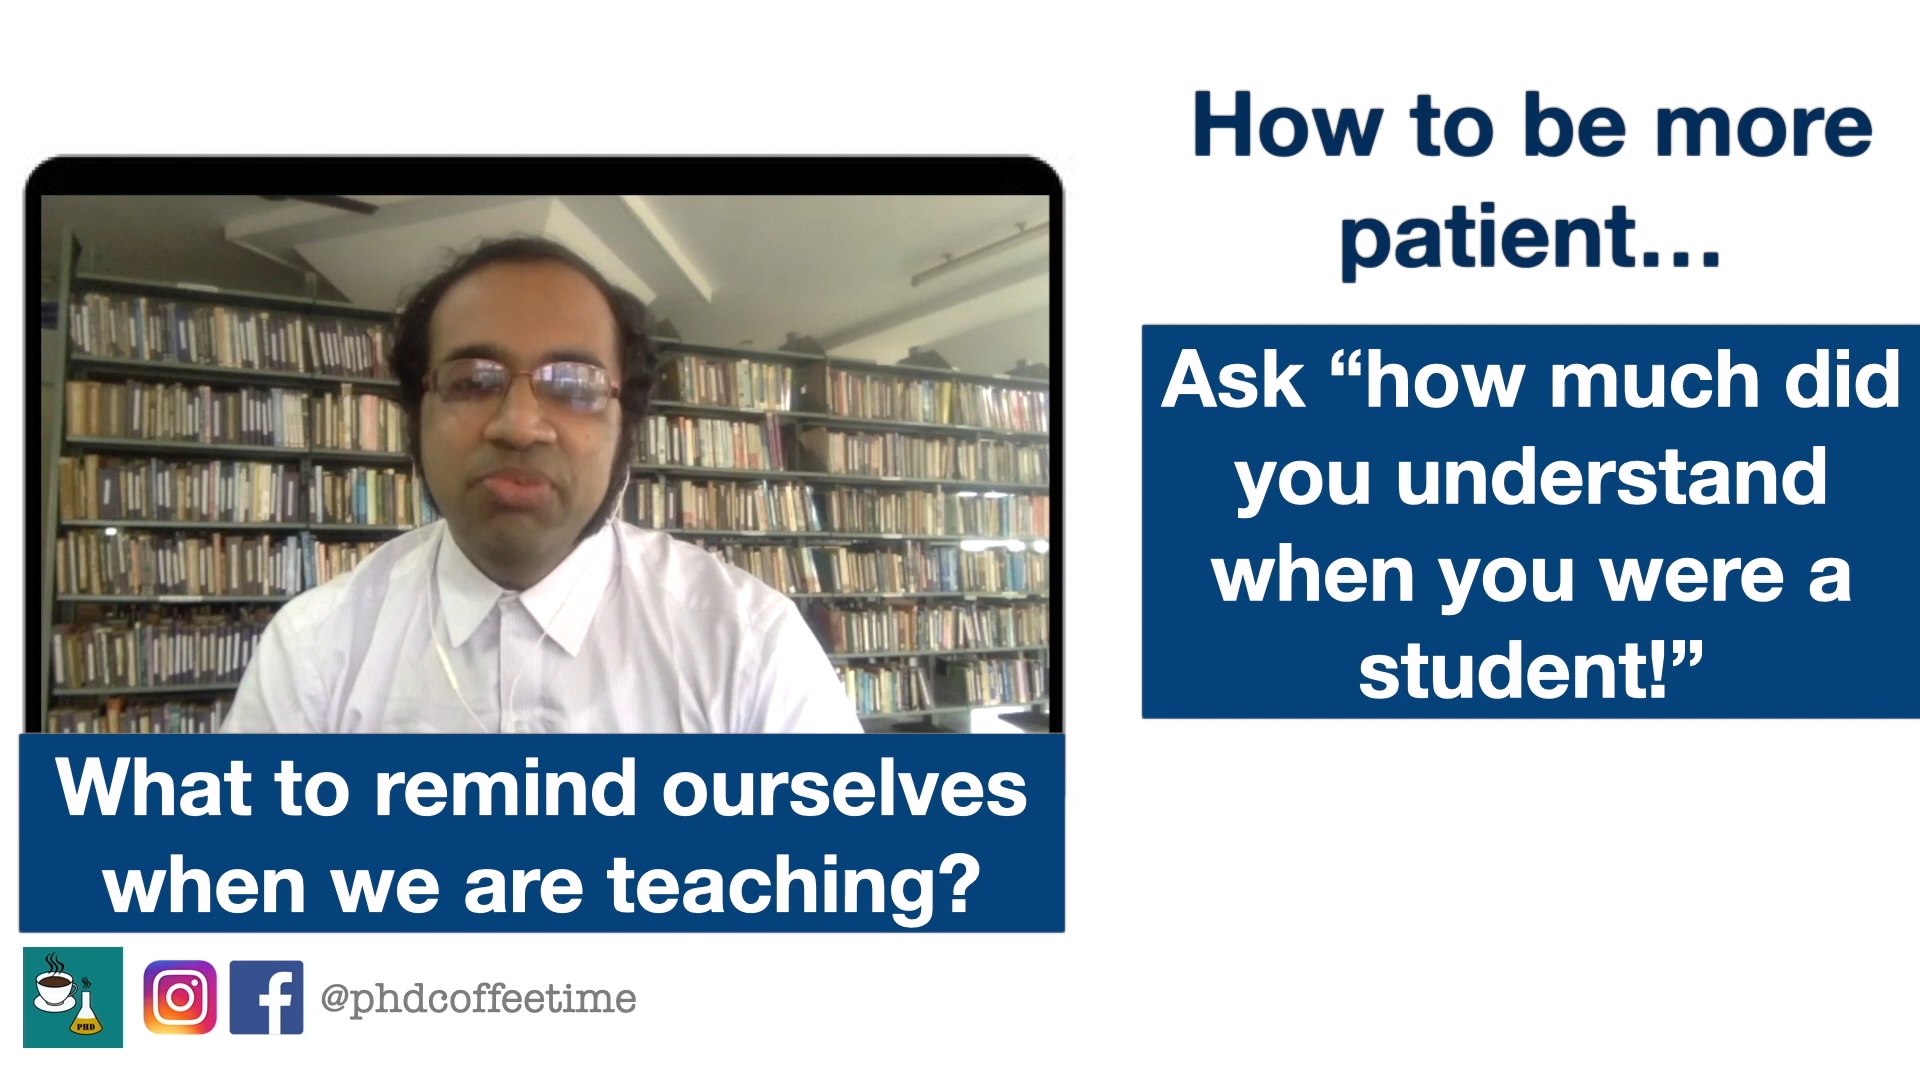 How to be more
patient...
Ask “how much did
you understand
when you were a
student!”
What to remind ourselves
when we are teaching?
PHD
@phdcoffeetime